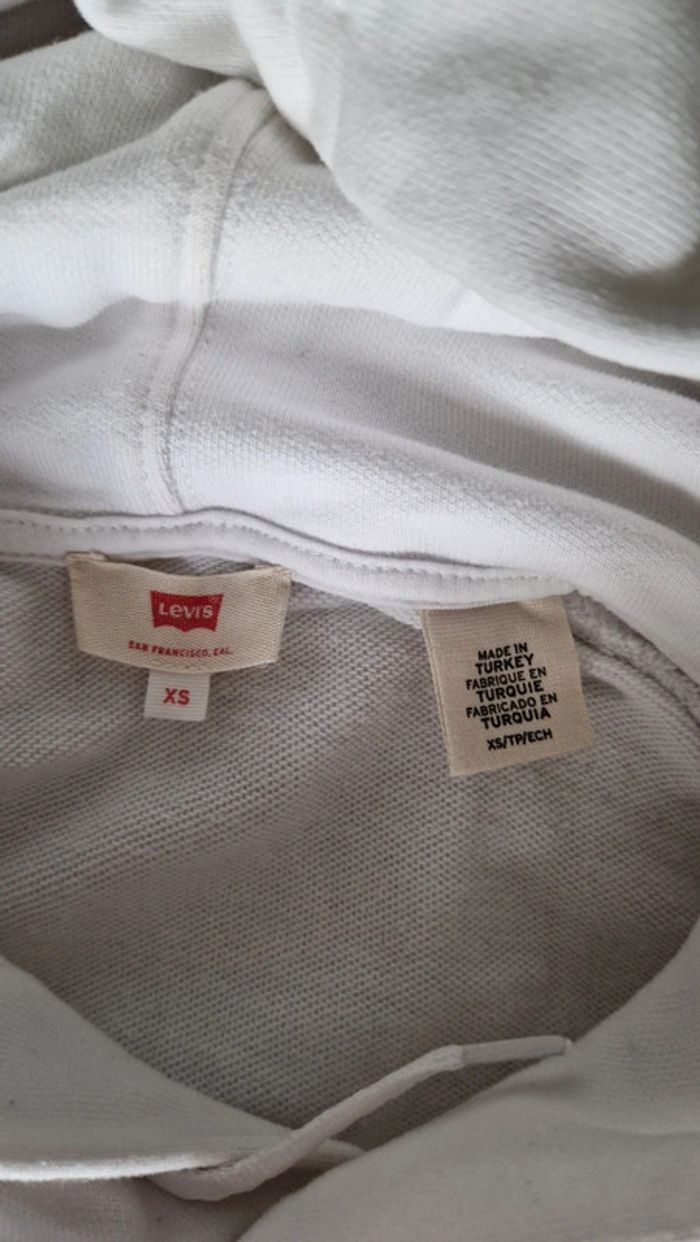 Levi's
SAN FRANCISCO, CAL.
XS
MADE IN
TURKEY
FABRIQUE EN
TURQUIE
FABRICADO EN
TURQUIA
XS/TP/ECH